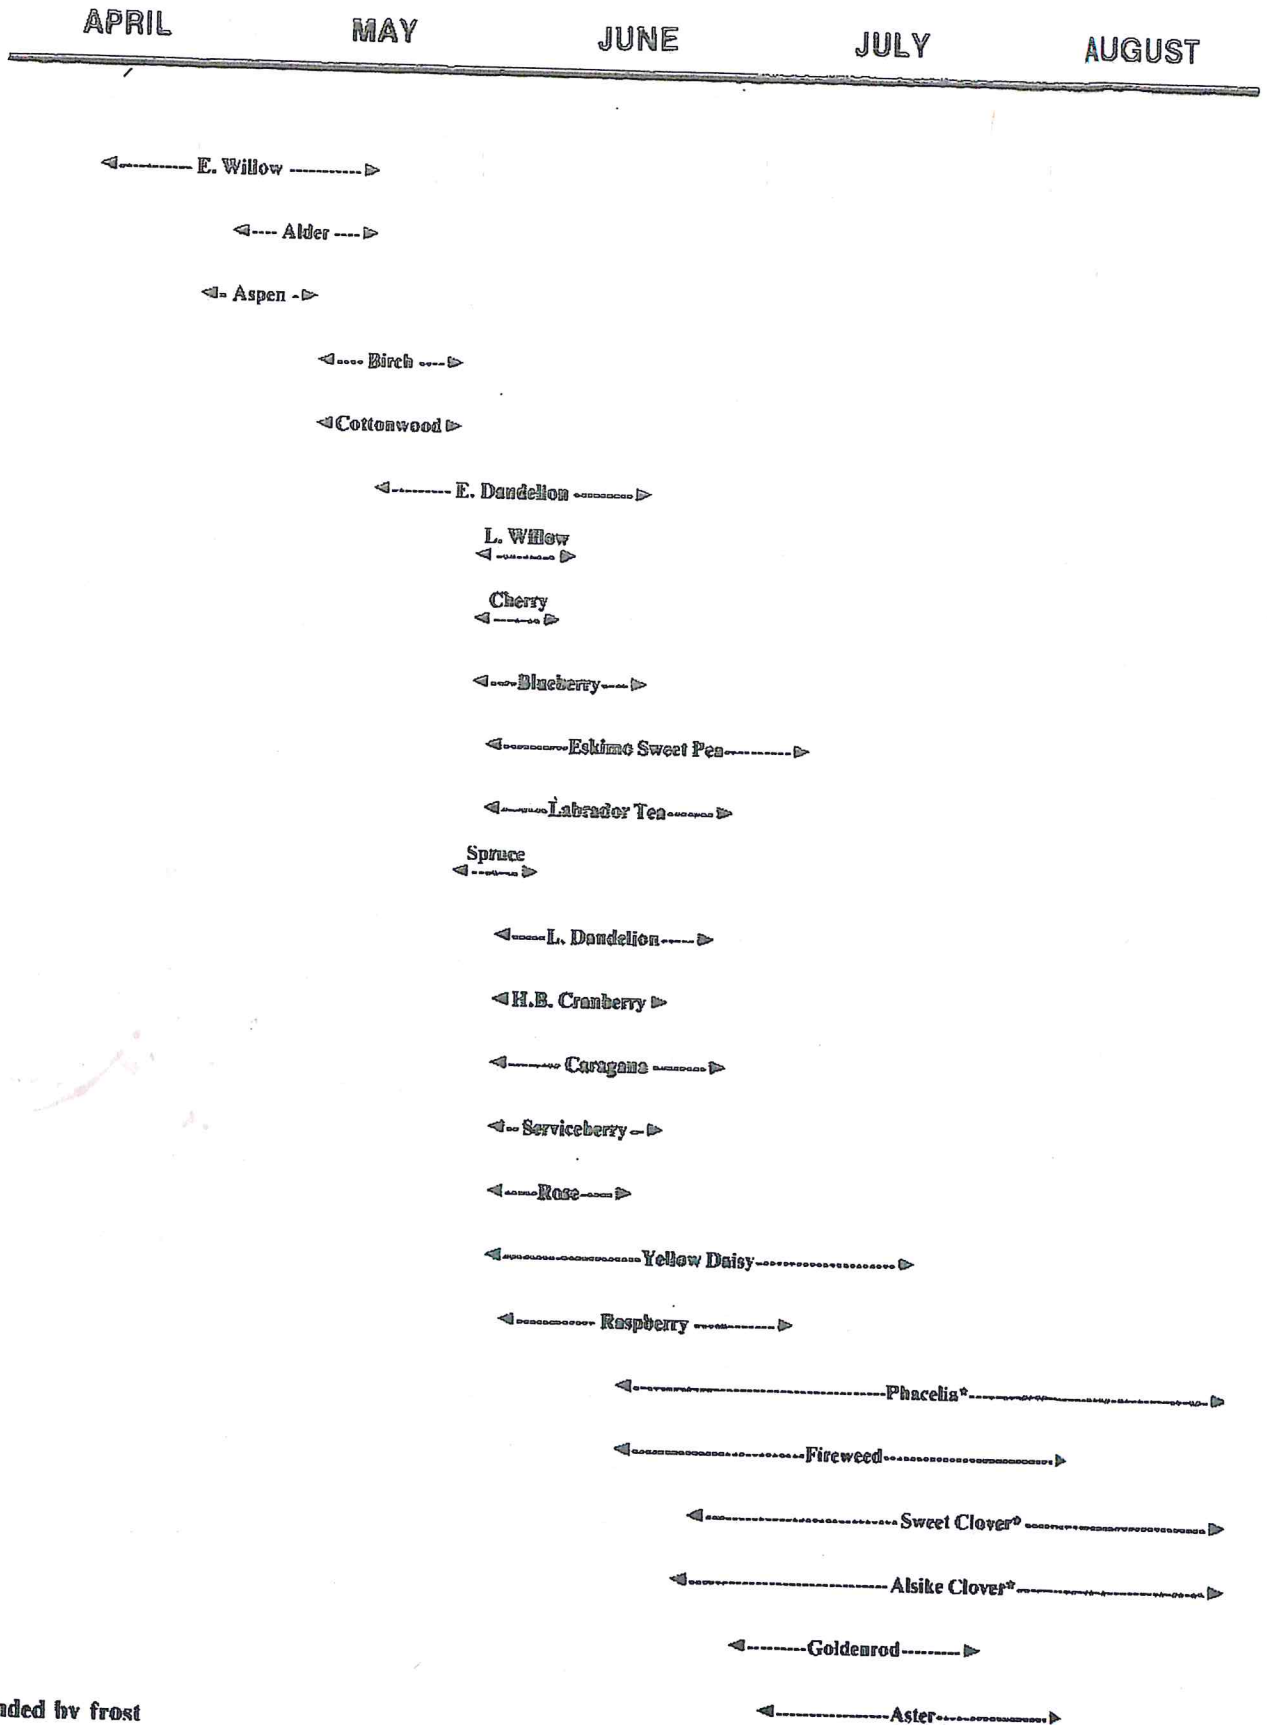 APRIL MAY JUNE JULY AUGUST
E. Willow
Alder
Aspen
Birch
Cottonwood
E. Dandelion
L. Willow
Cherry
Blueberry
Eskimo Sweet Pea
Labrador Tea
Spruce
L. Dandelion
H.B. Cranberry
Caragana
Serviceberry
Rose
Yellow Daisy
Raspberry
Phacelia*
Fireweed
Sweet Clover*
Alsike Clover*
Goldenrod
Aster
by frost